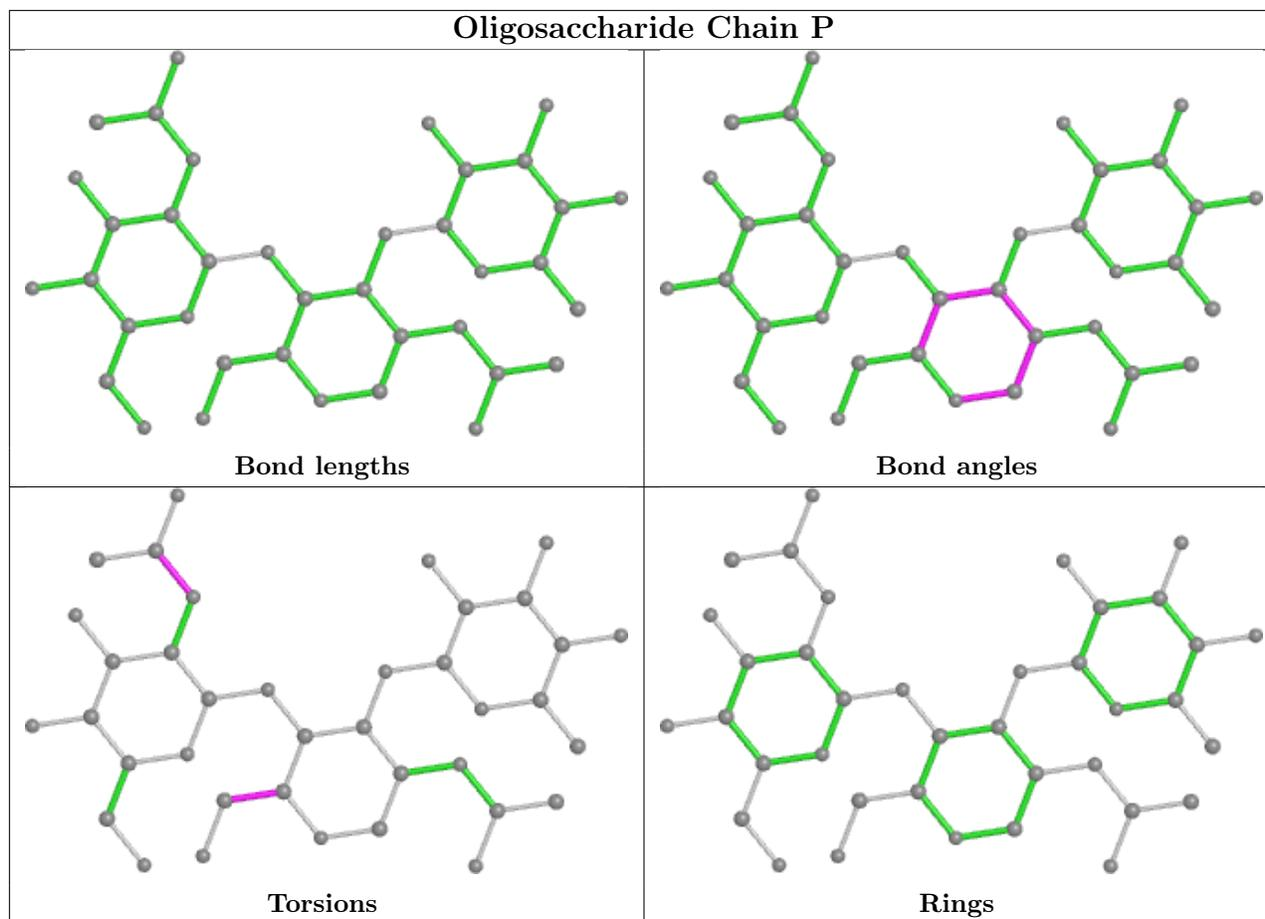 Oligosaccharide Chain P
Bond lengths
Bond angles
Torsions
Rings